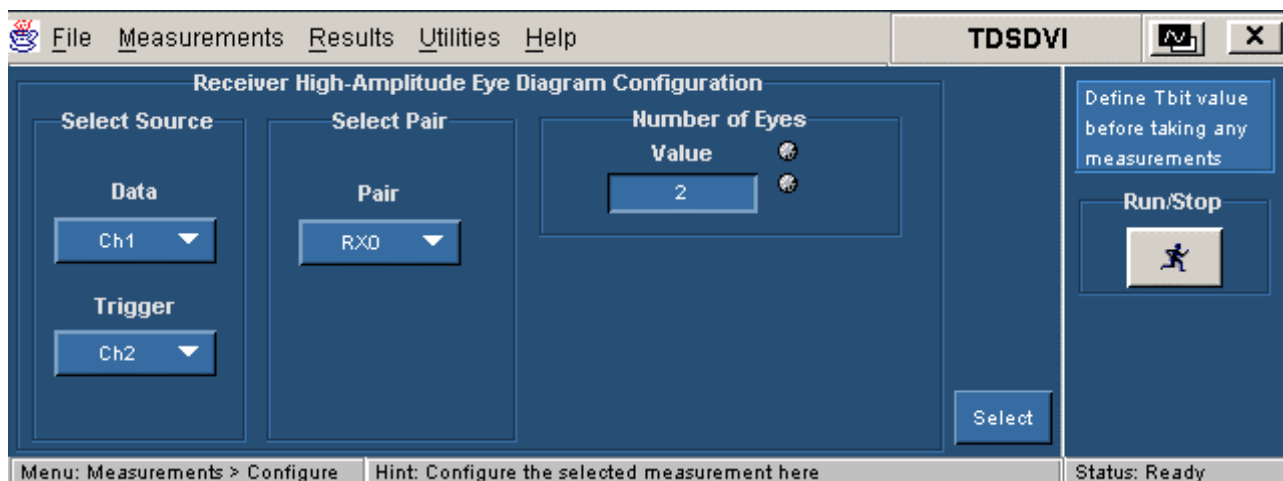 File Measurements Results Utilities Help TDSDVI
Receiver High-Amplitude Eye Diagram Configuration
Select Source
Data
Ch1
Trigger
Ch2
Select Pair
Pair
RX0
Number of Eyes
Value
2
Select
Define Tbit value
before taking any
measurements
Run/Stop
Menu: Measurements > Configure
Hint: Configure the selected measurement here
Status: Ready